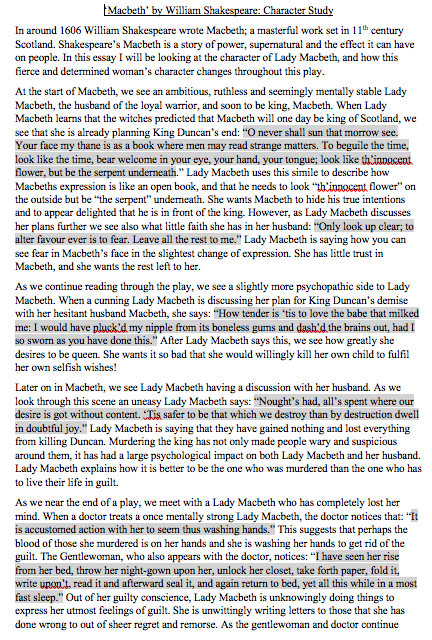 'Macbeth' by William Shakespeare: Character Study
In around 1606 William Shakespeare wrote Macbeth; a masterful work set in 11th century
Scotland. Shakespeare's Macbeth is a story of power, supernatural and the effect it can have
on people. In this essay I will be looking at the character of Lady Macbeth, and how this
fierce and determined woman's character changes throughout this play.
At the start of Macbeth, we see an ambitious, ruthless and seemingly mentally stable Lady
Macbeth, the husband of the loyal warrior, and soon to be king, Macbeth. When Lady
Macbeth learns that the witches predicted that Macbeth will one day be king of Scotland, we
see that she is already planning King Duncan's end: “O never shall sun that morrow see.
Your face my thane is as a book where men may read strange matters. To beguile the time,
look like the time, bear welcome in your eye, your hand, your tongue; look like th'innocent
flower, but be the serpent underneath.” Lady Macbeth uses this simile to describe how
Macbeths expression is like an open book, and that he needs to look “th'innocent flower” on
the outside but be “the serpent” underneath. She wants Macbeth to hide his true intentions
and to appear delighted that he is in front of the king. However, as Lady Macbeth discusses
her plans further we see also what little faith she has in her husband: “Only look up clear; to
alter favour ever is to fear. Leave all the rest to me.” Lady Macbeth is saying how you can
see fear in Macbeth's face in the slightest change of expression. She has little trust in
Macbeth, and she wants the rest left to her.
As we continue reading through the play, we see a slightly more psychopathic side to Lady
Macbeth. When a cunning Lady Macbeth is discussing her plan for King Duncan's demise
with her hesitant husband Macbeth, she says: “How tender 'tis to love the babe that milked
me: I would have pluck'd my nipple from its boneless gums and dash'd the brains out, had I
so sworn as you have done this.” After Lady Macbeth says this, we see how greatly she
desires to be queen. She wants it so bad that she would willingly kill her own child to fulfil
her own selfish wishes!
Later on in Macbeth, we see Lady Macbeth having a discussion with her husband. As we
look through this scene an uneasy Lady Macbeth says: “Nought's had, all's spent where our
desire is got without content. 'Tis safer to be that which we destroy than by destruction dwell
in doubtful joy.” Lady Macbeth is saying that they have gained nothing and lost everything
from killing Duncan. Murdering the king has not only made people wary and suspicious
around them, it has had a large psychological impact on both Lady Macbeth and her husband.
Lady Macbeth explains how it is better to be the one who was murdered than the one who has
to live their life in guilt.
As we near the end of a play, we meet with a Lady Macbeth who has completely lost her
mind. When a doctor treats a once mentally strong Lady Macbeth, the doctor notices that: “It
is accustomed action with her to seem thus washing hands.” This suggests that perhaps the
blood of those she murdered is on her hands and she is washing her hands to get rid of the
guilt. The Gentlewoman, who also appears with the doctor, notices: “I have seen her rise
from her bed, throw her night-gown upon her, unlock her closet, take forth paper, fold it,
write upon't, read it and afterward seal it, and again return to bed, yet all this while in a most
fast sleep.” Out of her guilty conscience, Lady Macbeth is unknowingly doing things to
express her utmost feelings of guilt. She is unwittingly writing letters to those that she has
done wrong to out of sheer regret and remorse. As the gentlewoman and doctor continue